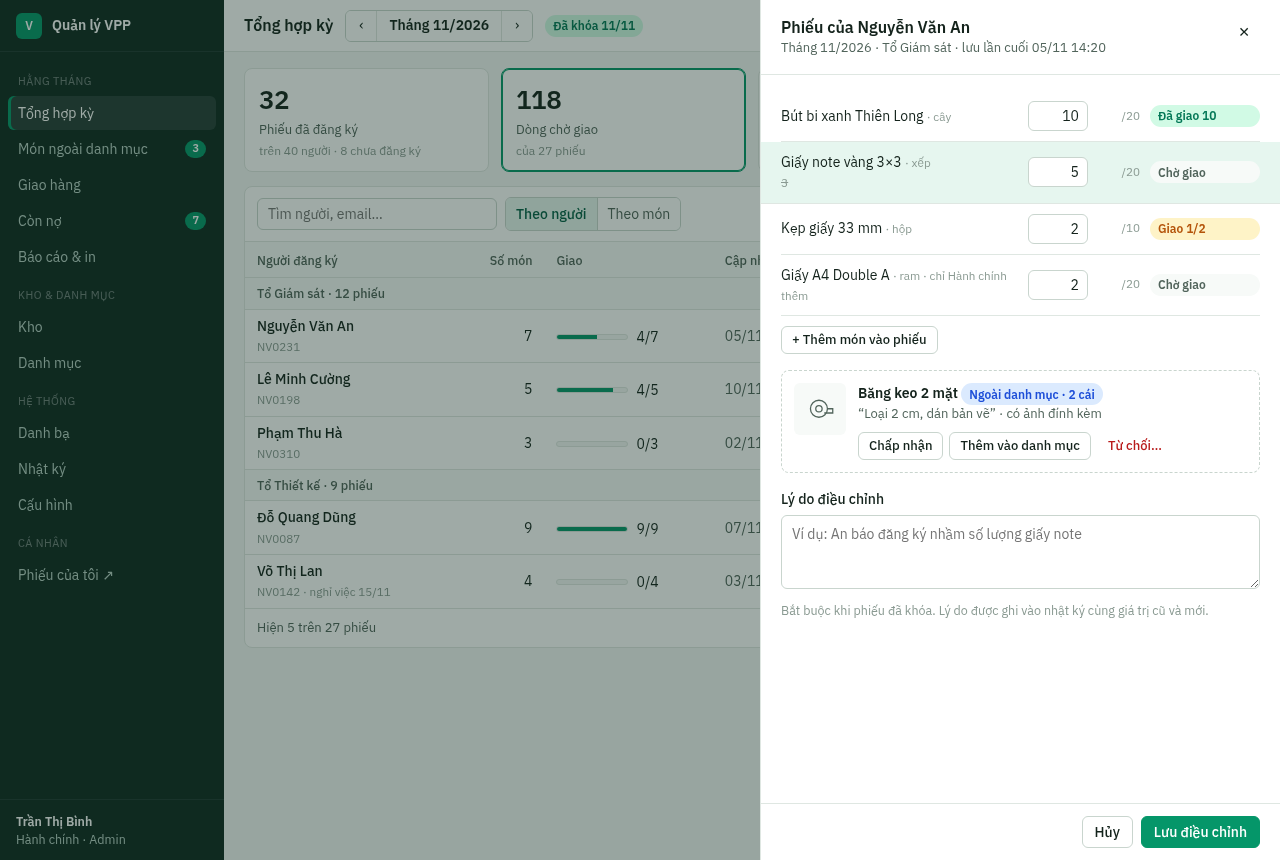 V Quản lý VPP
HẰNG THÁNG
Tổng hợp kỳ
Món ngoài danh mục 3
Giao hàng
Còn nợ 7
Báo cáo & in
KHO & DANH MỤC
Kho
Danh mục
HỆ THỐNG
Danh bạ
Nhật ký
Cấu hình
CÁ NHÂN
Phiếu của tôi ↗
Trần Thị Bình
Hành chính · Admin
Tổng hợp kỳ ‹ Tháng 11/2026 › Đã khóa 11/11
32
Phiếu đã đăng ký
trên 40 người · 8 chưa đăng ký
118
Dòng chờ giao
của 27 phiếu
Tìm người, email... Theo người Theo món
Người đăng ký Số món Giao Cập nh
Tổ Giám sát · 12 phiếu
Nguyễn Văn An 7 4/7 05/11
NV0231
Lê Minh Cường 5 4/5 10/11
NV0198
Phạm Thu Hà 3 0/3 02/11
NV0310
Tổ Thiết kế · 9 phiếu
Đỗ Quang Dũng 9 9/9 07/11
NV0087
Võ Thị Lan 4 0/4 03/11
NV0142 · nghỉ việc 15/11
Hiện 5 trên 27 phiếu
Phiếu của Nguyễn Văn An ✕
Tháng 11/2026 · Tổ Giám sát · lưu lần cuối 05/11 14:20
Bút bi xanh Thiên Long · cây 10 /20 Đã giao 10
Giấy note vàng 3×3 · xếp 5 /20 Chờ giao
3
Kẹp giấy 33 mm · hộp 2 /10 Giao 1/2
Giấy A4 Double A · ram · chỉ Hành chính 2 /20 Chờ giao
thêm
+ Thêm món vào phiếu
Băng keo 2 mặt Ngoài danh mục · 2 cái
“Loại 2 cm, dán bản vẽ” · có ảnh đính kèm
Chấp nhận Thêm vào danh mục Từ chối...
Lý do điều chỉnh
Ví dụ: An báo đăng ký nhầm số lượng giấy note
Bắt buộc khi phiếu đã khóa. Lý do được ghi vào nhật ký cùng giá trị cũ và mới.
Hủy Lưu điều chỉnh